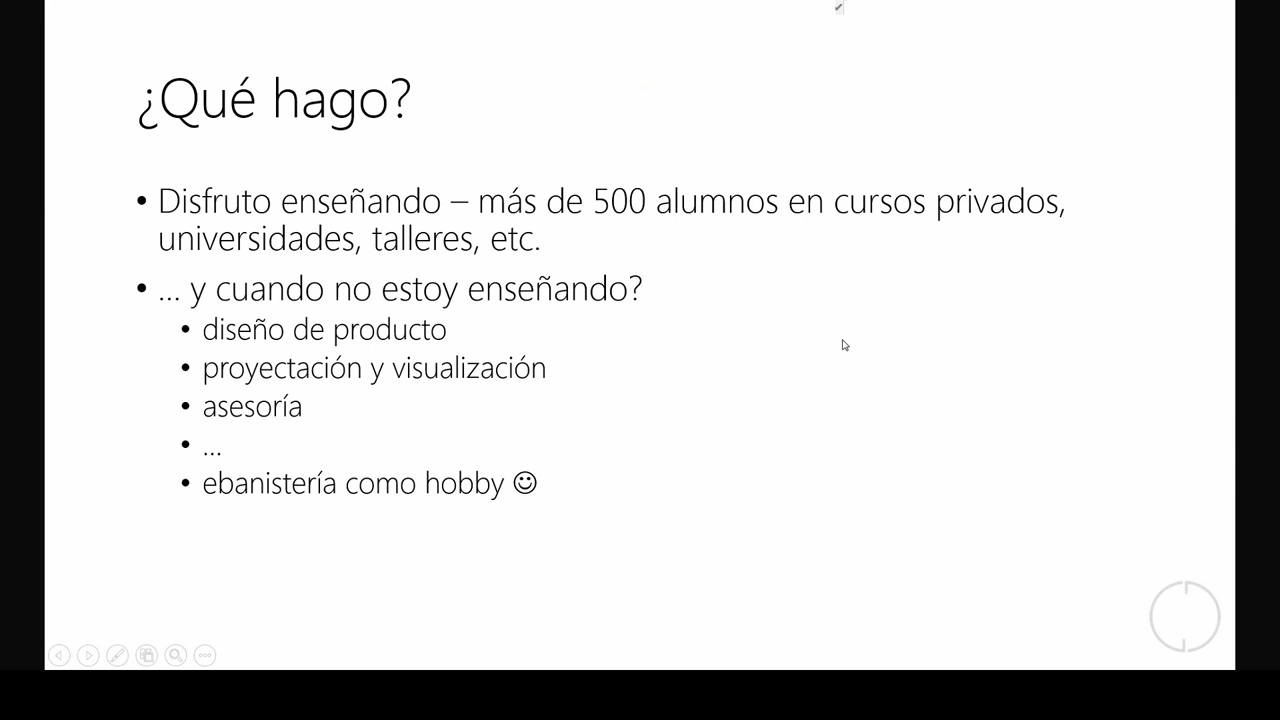 ¿Qué hago?
• Disfruto enseñando – más de 500 alumnos en cursos privados,
universidades, talleres, etc.
• ... y cuando no estoy enseñando?
• diseño de producto
• proyectación y visualización
• asesoría
• ...
• ebanistería como hobby ☺